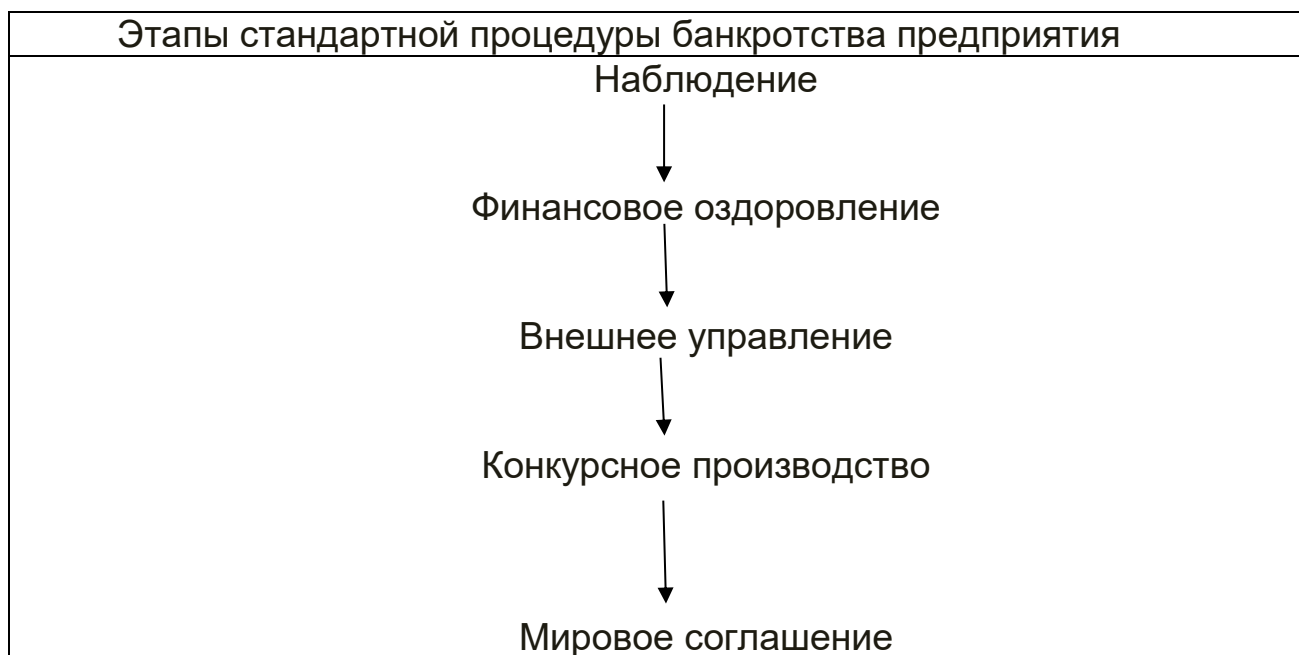 Этапы стандартной процедуры банкротства предприятия
Наблюдение
Финансовое оздоровление
Внешнее управление
Конкурсное производство
Мировое соглашение